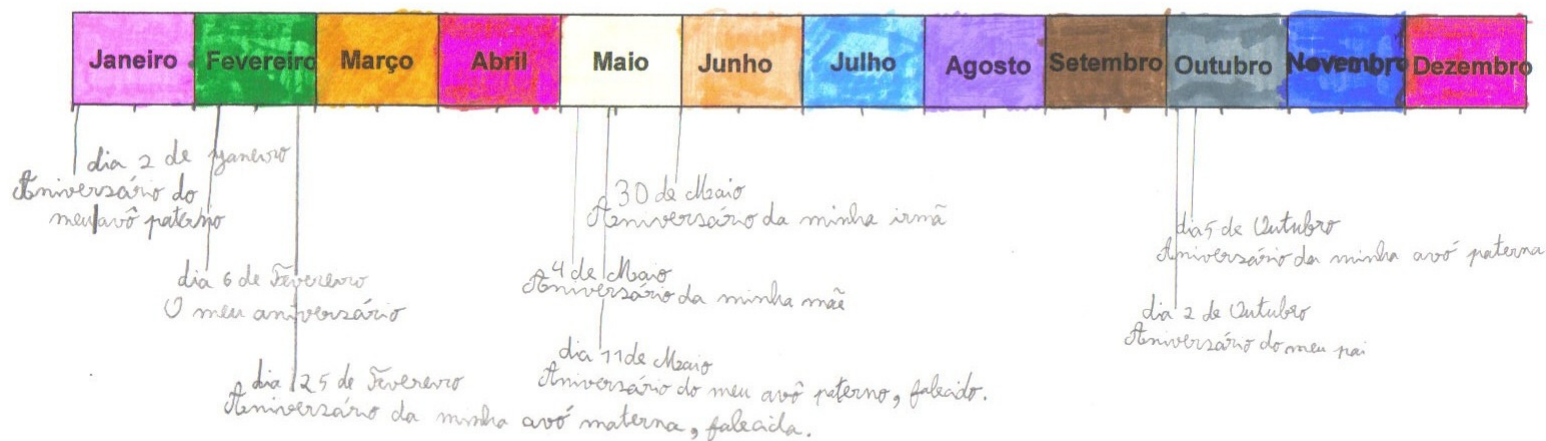 Janeiro Fevereiro Março Abril Maio Junho Julho Agosto Setembro Outubro Novembro Dezembro
dia 2 de Janeiro
Aniversário do
meu avô paterno
dia 6 de Fevereiro
O meu aniversário
dia 25 de Fevereiro
Aniversário da minha avó materna, falecida.
30 de Maio
Aniversário da minha irmã
4 de Maio
Aniversário da minha mãe
dia 11 de Maio
Aniversário do meu avô paterno, falecido.
dia 5 de Outubro
Aniversário da minha avó paterna
dia 2 de Outubro
Aniversário do meu pai